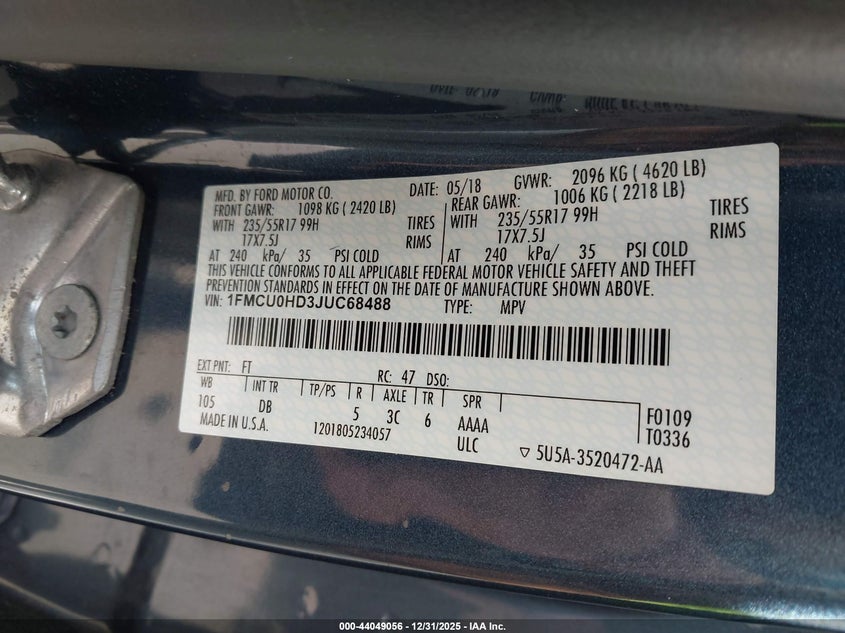 MFD. BY FORD MOTOR CO. DATE: 05/18 GVWR: 2096 KG ( 4620 LB)
FRONT GAWR: 1098 KG ( 2420 LB) REAR GAWR: 1006 KG ( 2218 LB)
WITH 235/55R17 99H TIRES WITH 235/55R17 99H TIRES
17X7.5J RIMS 17X7.5J RIMS
AT 240 kPa/ 35 PSI COLD AT 240 kPa/ 35 PSI COLD
THIS VEHICLE CONFORMS TO ALL APPLICABLE FEDERAL MOTOR VEHICLE SAFETY AND THEFT
PREVENTION STANDARDS IN EFFECT ON THE DATE OF MANUFACTURE SHOWN ABOVE.
VIN: 1FMCU0HD3JUC68488 TYPE: MPV
EXT PNT: FT RC: 47 DSO:
WB INT TR TP/PS R AXLE TR SPR
105 DB 5 3C 6 AAAA F0109
MADE IN U.S.A. 1201805234057 ULC T0336
▽ 5U5A-3520472-AA
000-44049056 - 12/31/2025 - IAA Inc.